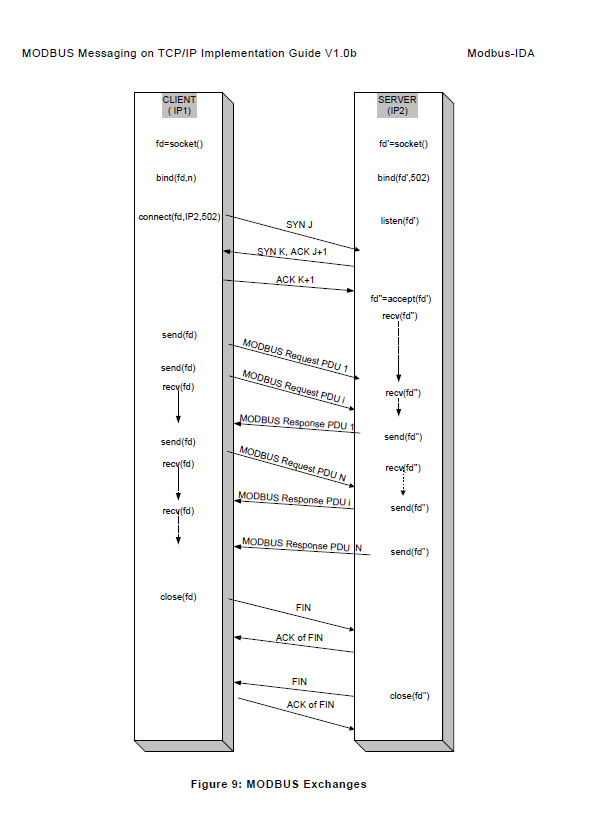 MODBUS Messaging on TCP/IP Implementation Guide V1.0b Modbus-IDA
CLIENT
( IP1)
SERVER
(IP2)
fd=socket()
fd'=socket()
bind(fd,n)
bind(fd',502)
connect(fd,IP2,502)
listen(fd')
SYN J
SYN K, ACK J+1
ACK K+1
fd"=accept(fd')
recv(fd")
send(fd)
MODBUS Request PDU 1
send(fd)
recv(fd)
MODBUS Request PDU i
recv(fd")
MODBUS Response PDU 1
send(fd")
send(fd)
recv(fd)
MODBUS Request PDU N
recv(fd")
MODBUS Response PDU i
recv(fd)
send(fd")
MODBUS Response PDU N
send(fd")
close(fd)
FIN
ACK of FIN
FIN
close(fd")
ACK of FIN
Figure 9: MODBUS Exchanges